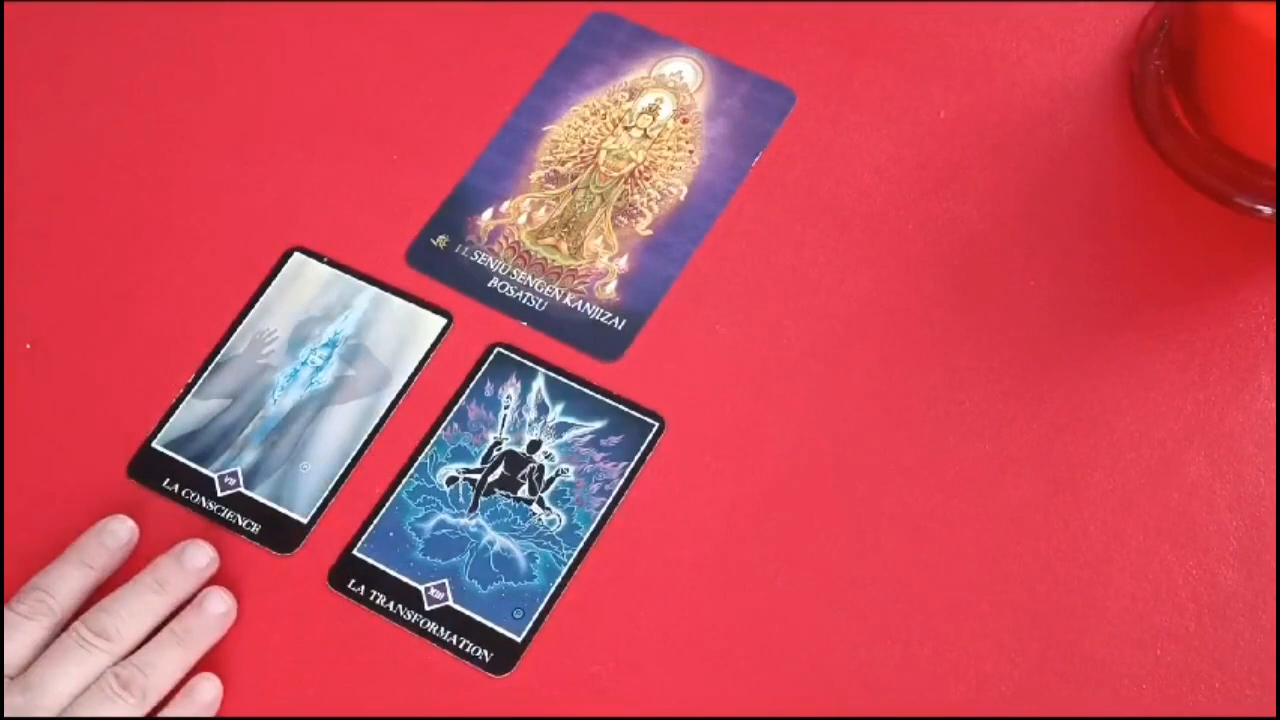 11. SENJU SENGEN KANJIZAI
BOSATSU
VII
LA CONSCIENCE
XIII
LA TRANSFORMATION